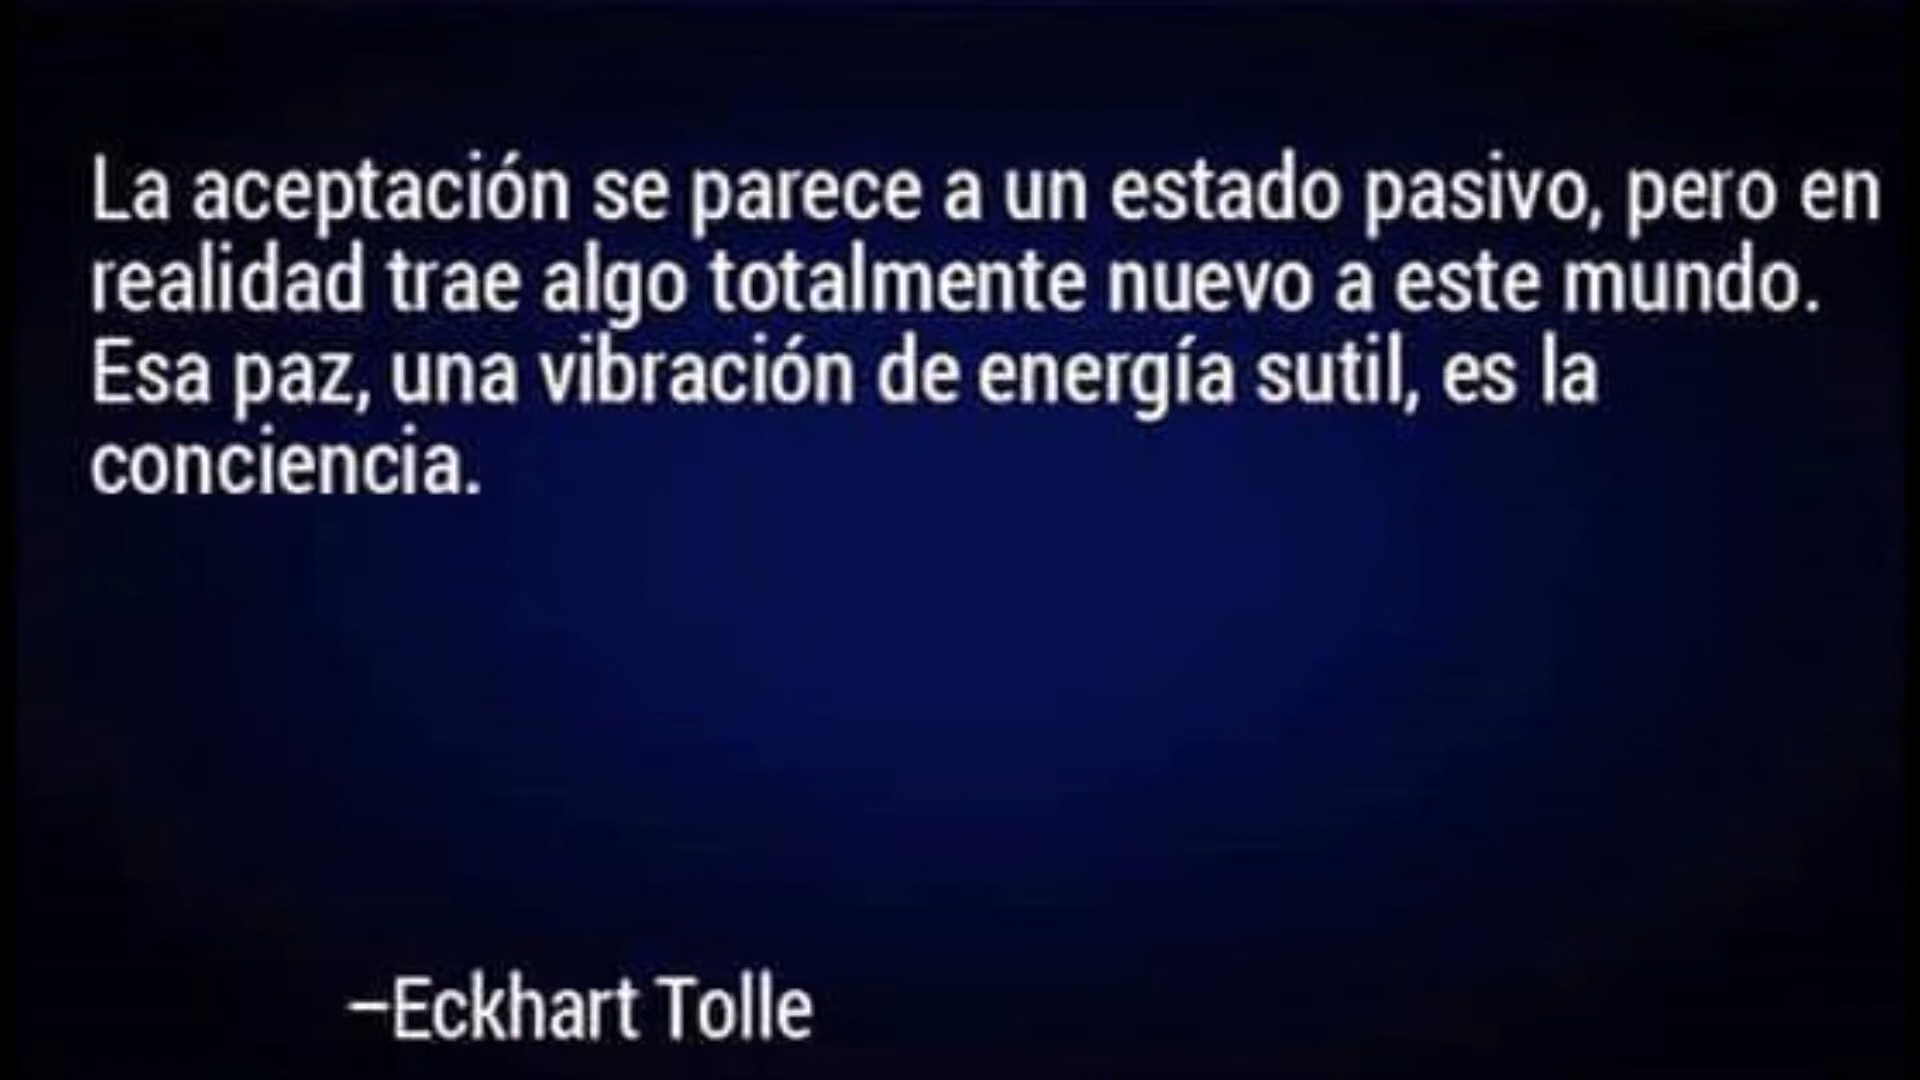 La aceptación se parece a un estado pasivo, pero en
realidad trae algo totalmente nuevo a este mundo.
Esa paz, una vibración de energía sutil, es la
conciencia.
–Eckhart Tolle